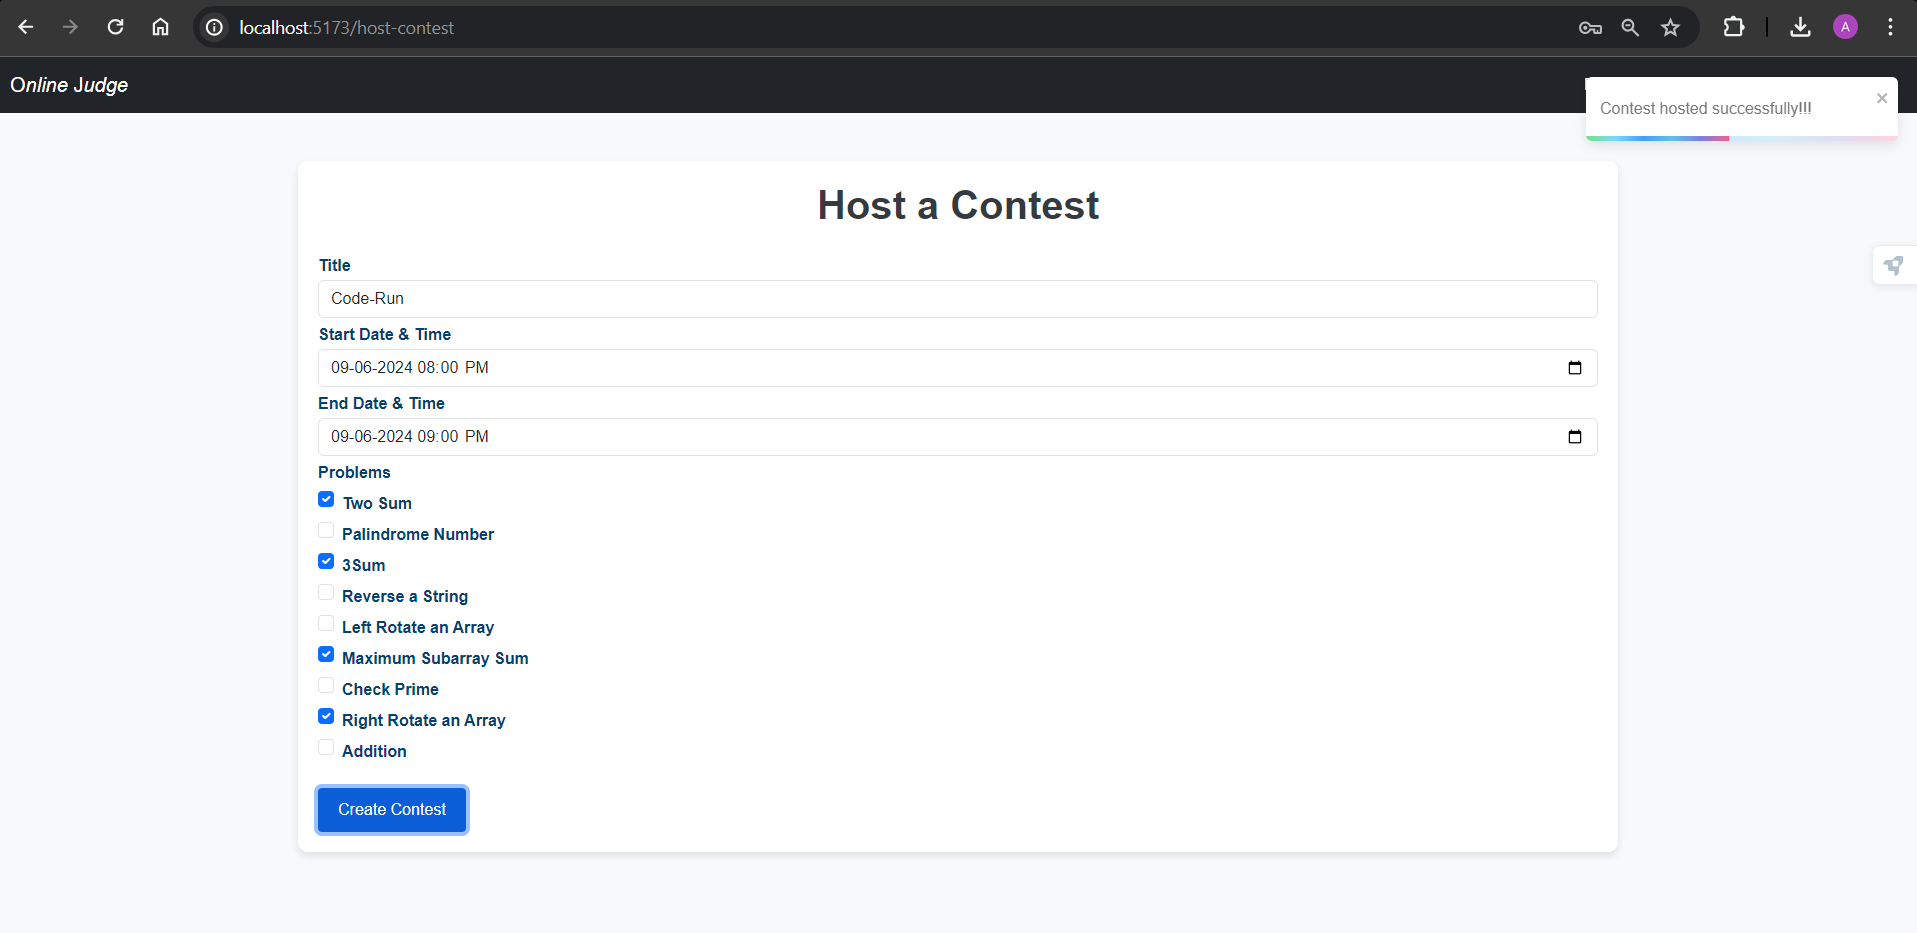 localhost:5173/host-contest
A
Online Judge
Contest hosted successfully!!!
Host a Contest
Title
Code-Run
Start Date & Time
09-06-2024 08:00 PM
End Date & Time
09-06-2024 09:00 PM
Problems
Two Sum
Palindrome Number
3Sum
Reverse a String
Left Rotate an Array
Maximum Subarray Sum
Check Prime
Right Rotate an Array
Addition
Create Contest